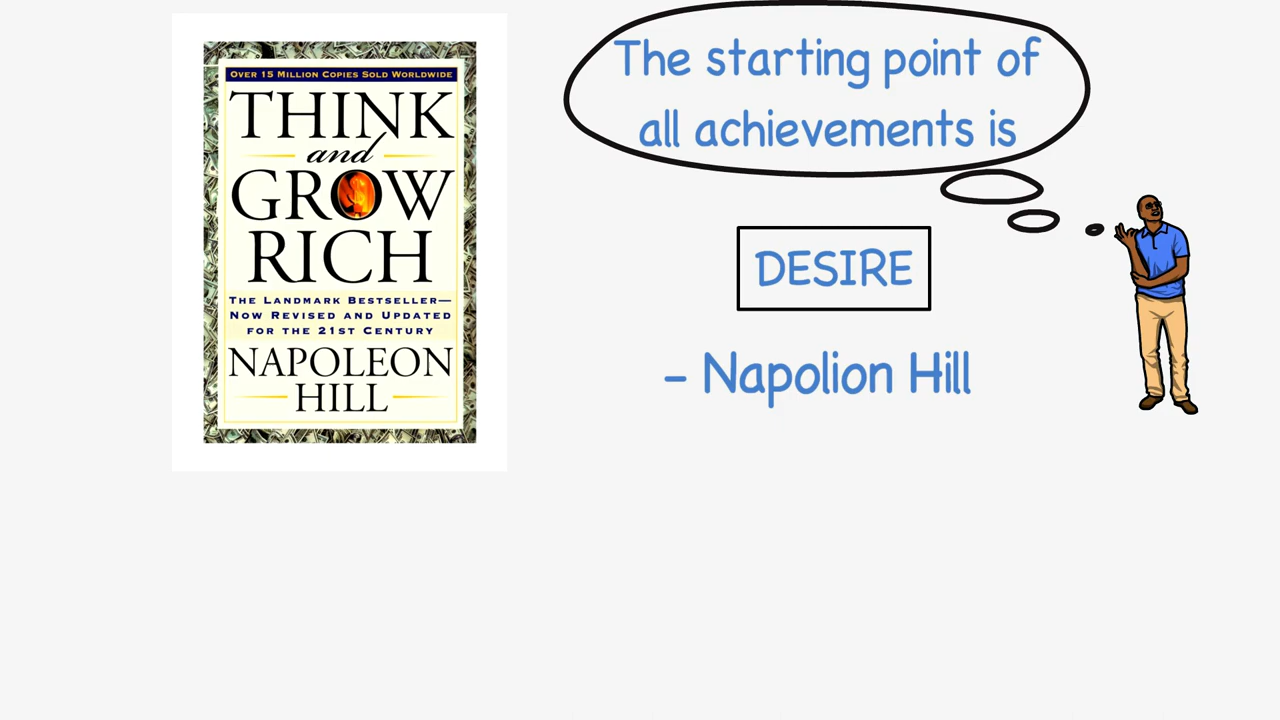 OVER 15 MILLION COPIES SOLD WORLDWIDE
THINK
and
GROW
RICH
THE LANDMARK BESTSELLER—
NOW REVISED AND UPDATED
FOR THE 21ST CENTURY
NAPOLEON
HILL
The starting point of
all achievements is
DESIRE
– Napolion Hill